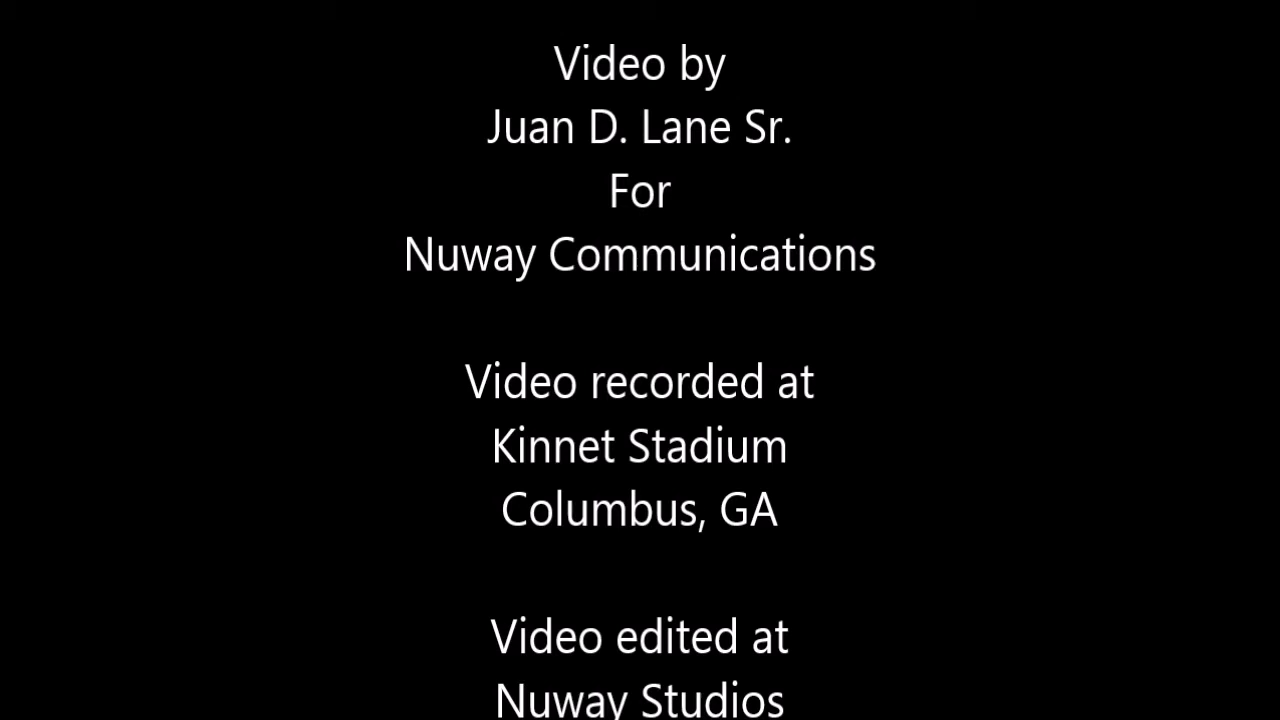 Video by
Juan D. Lane Sr.
For
Nuway Communications
Video recorded at
Kinnet Stadium
Columbus, GA
Video edited at
Nuway Studios